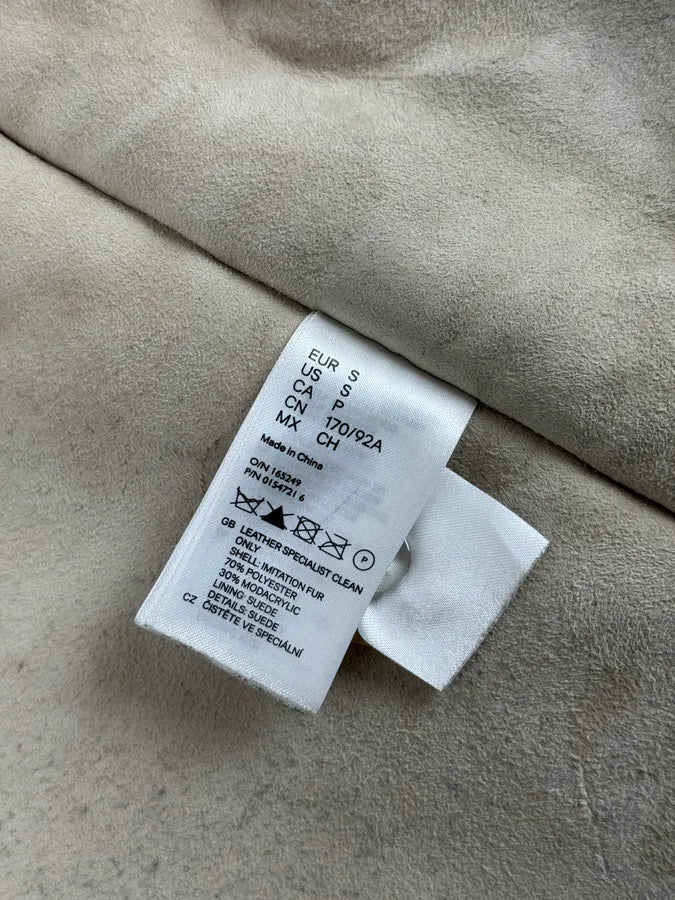 EUR S
US S
CA P
CN 170/92A
MX CH
Made in China
O/N 165249
P/N 0154721 6
P
GB LEATHER SPECIALIST CLEAN
ONLY
SHELL: IMITATION FUR
70% POLYESTER
30% MODACRYLIC
LINING: SUEDE
DETAILS: SUEDE
CZ ČISTĚTE VE SPECIÁLNÍ